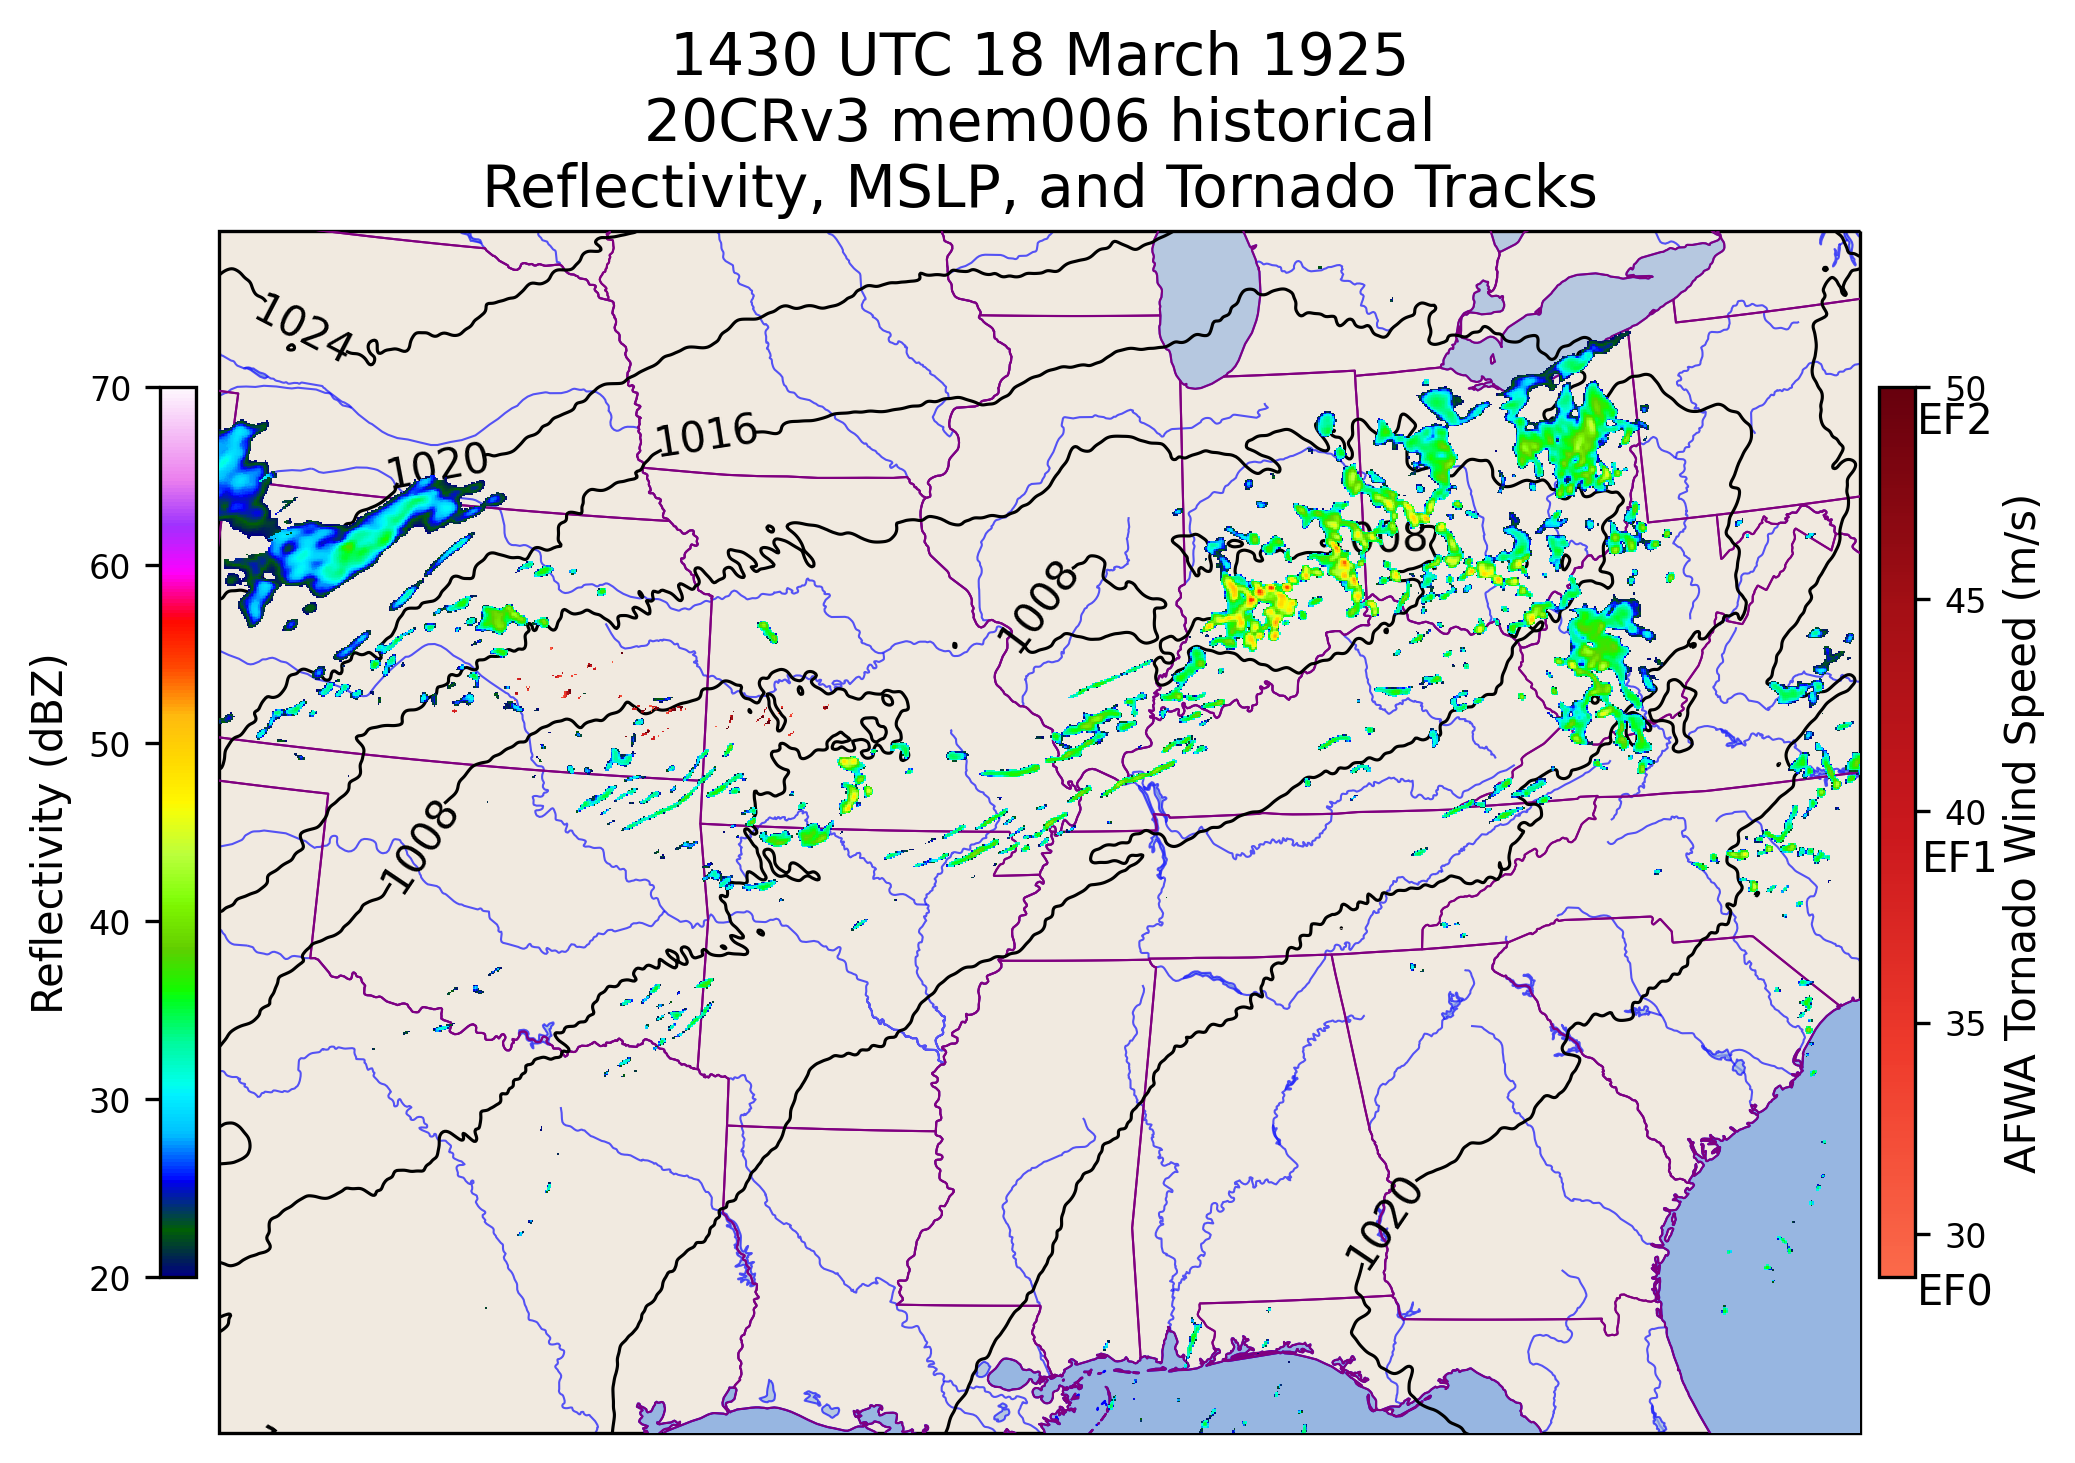 1430 UTC 18 March 1925
20CRv3 mem006 historical
Reflectivity, MSLP, and Tornado Tracks
1024
1020
1016
1008
1008
1020
70
60
50
40
30
20
Reflectivity (dBZ)
50
EF2
45
40
EF1
35
30
EF0
AFWA Tornado Wind Speed (m/s)